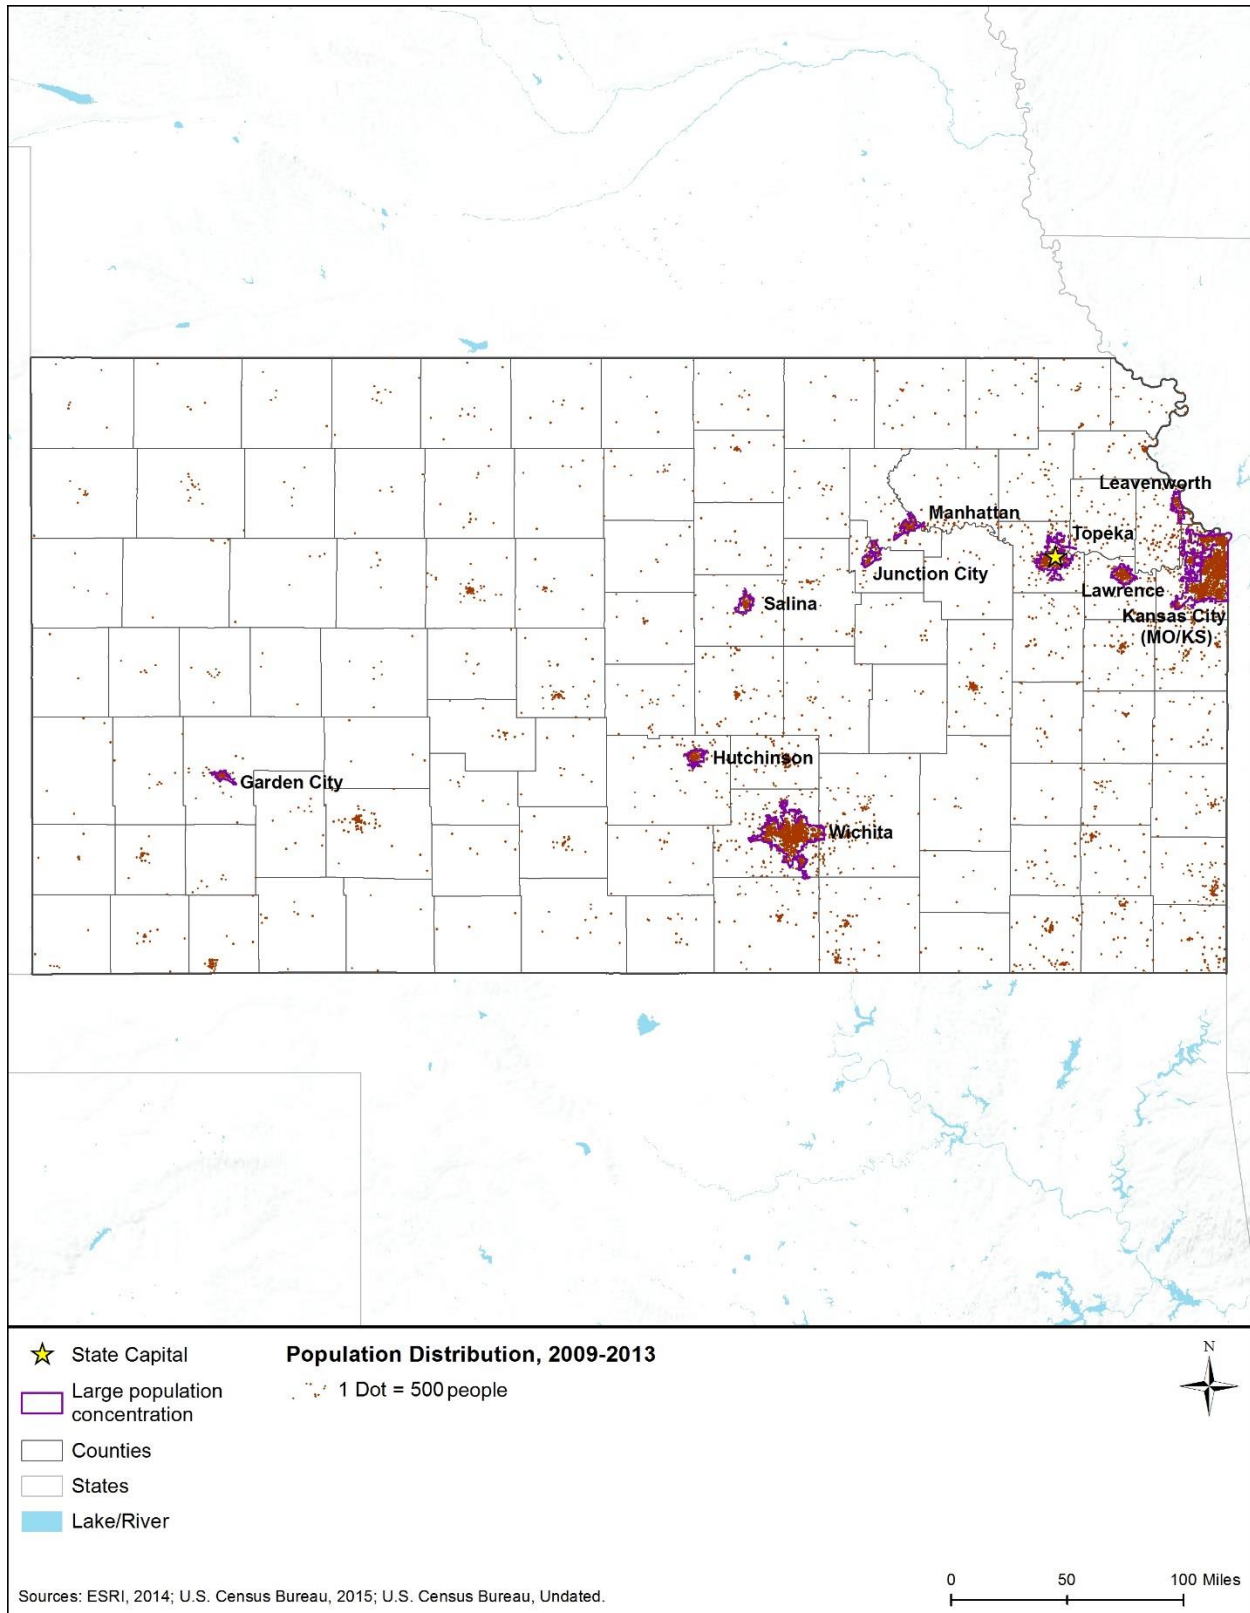 Leavenworth
Manhattan
Topeka
Junction City
Lawrence
Salina
Kansas City
(MO/KS)
Hutchinson
Garden City
Wichita
State Capital
Population Distribution, 2009-2013
N
Large population
concentration
1 Dot = 500 people
Counties
States
Lake/River
0 50 100 Miles
Sources: ESRI, 2014; U.S. Census Bureau, 2015; U.S. Census Bureau, Undated.